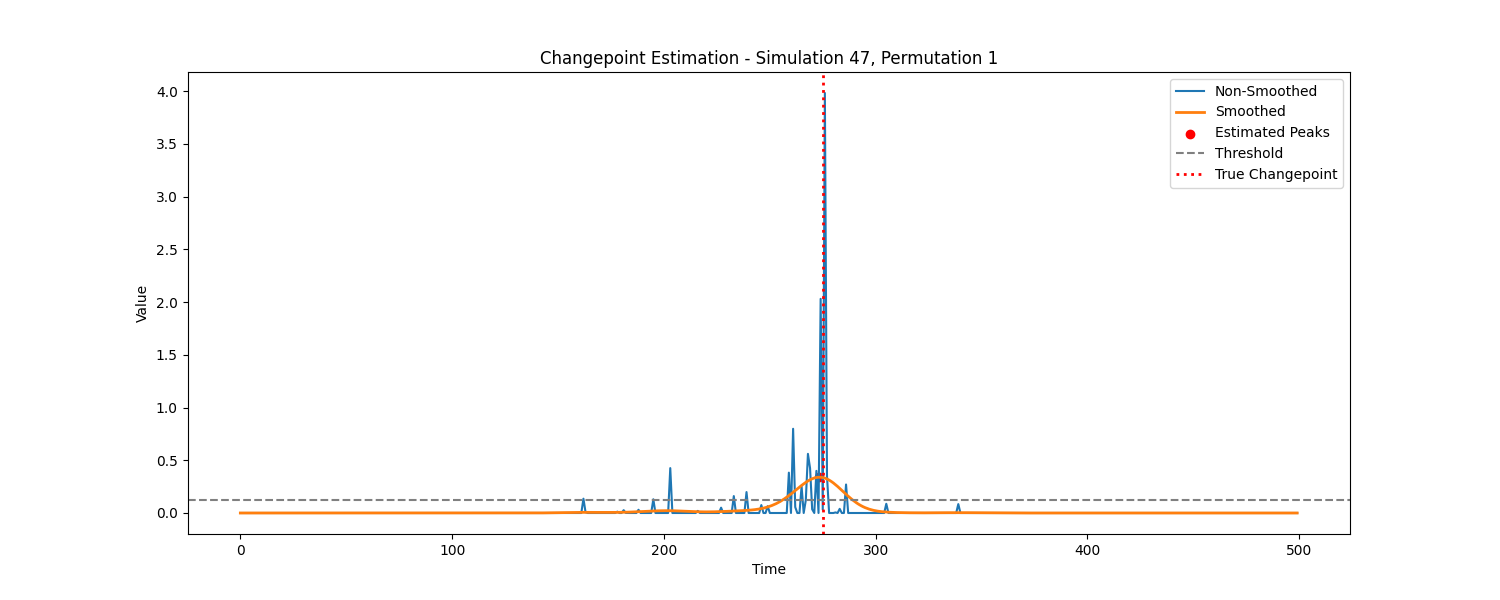 Changepoint Estimation - Simulation 47, Permutation 1
Non-Smoothed
Smoothed
Estimated Peaks
Threshold
True Changepoint
Value
4.0
3.5
3.0
2.5
2.0
1.5
1.0
0.5
0.0
0 100 200 300 400 500
Time